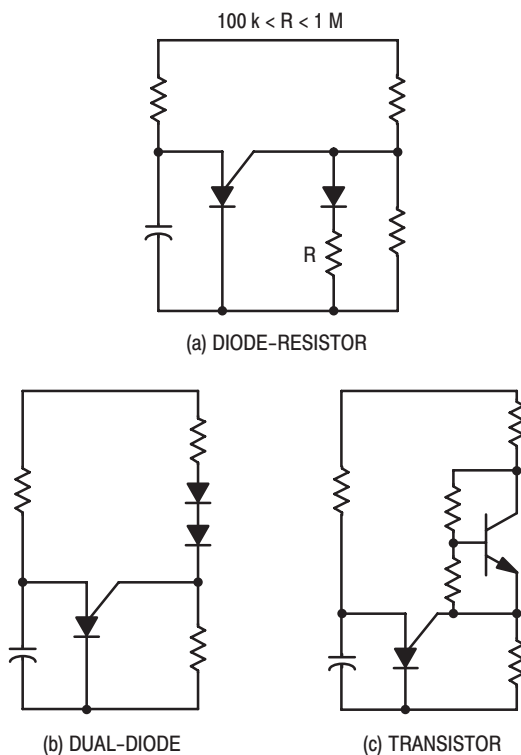 100 k < R < 1 M
R
(a) DIODE–RESISTOR
(b) DUAL–DIODE
(c) TRANSISTOR